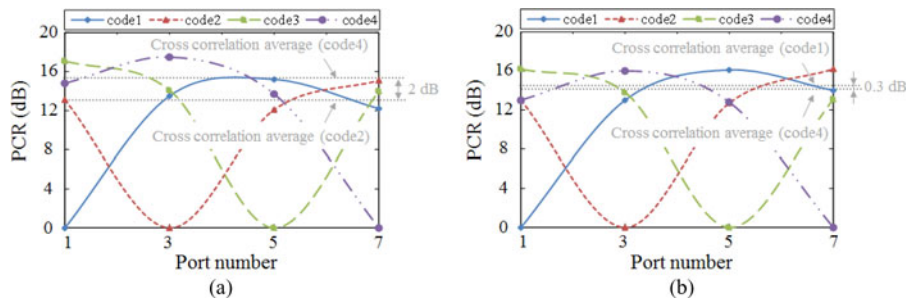 code1 code2 code3 code4
20
16
12
8
4
0
PCR (dB)
Cross correlation average (code4)
2 dB
Cross correlation average (code2)
1 3 5 7
Port number
(a)
code1 code2 code3 code4
20
16
12
8
4
0
PCR (dB)
Cross correlation average (code1)
0.3 dB
Cross correlation average (code4)
1 3 5 7
Port number
(b)